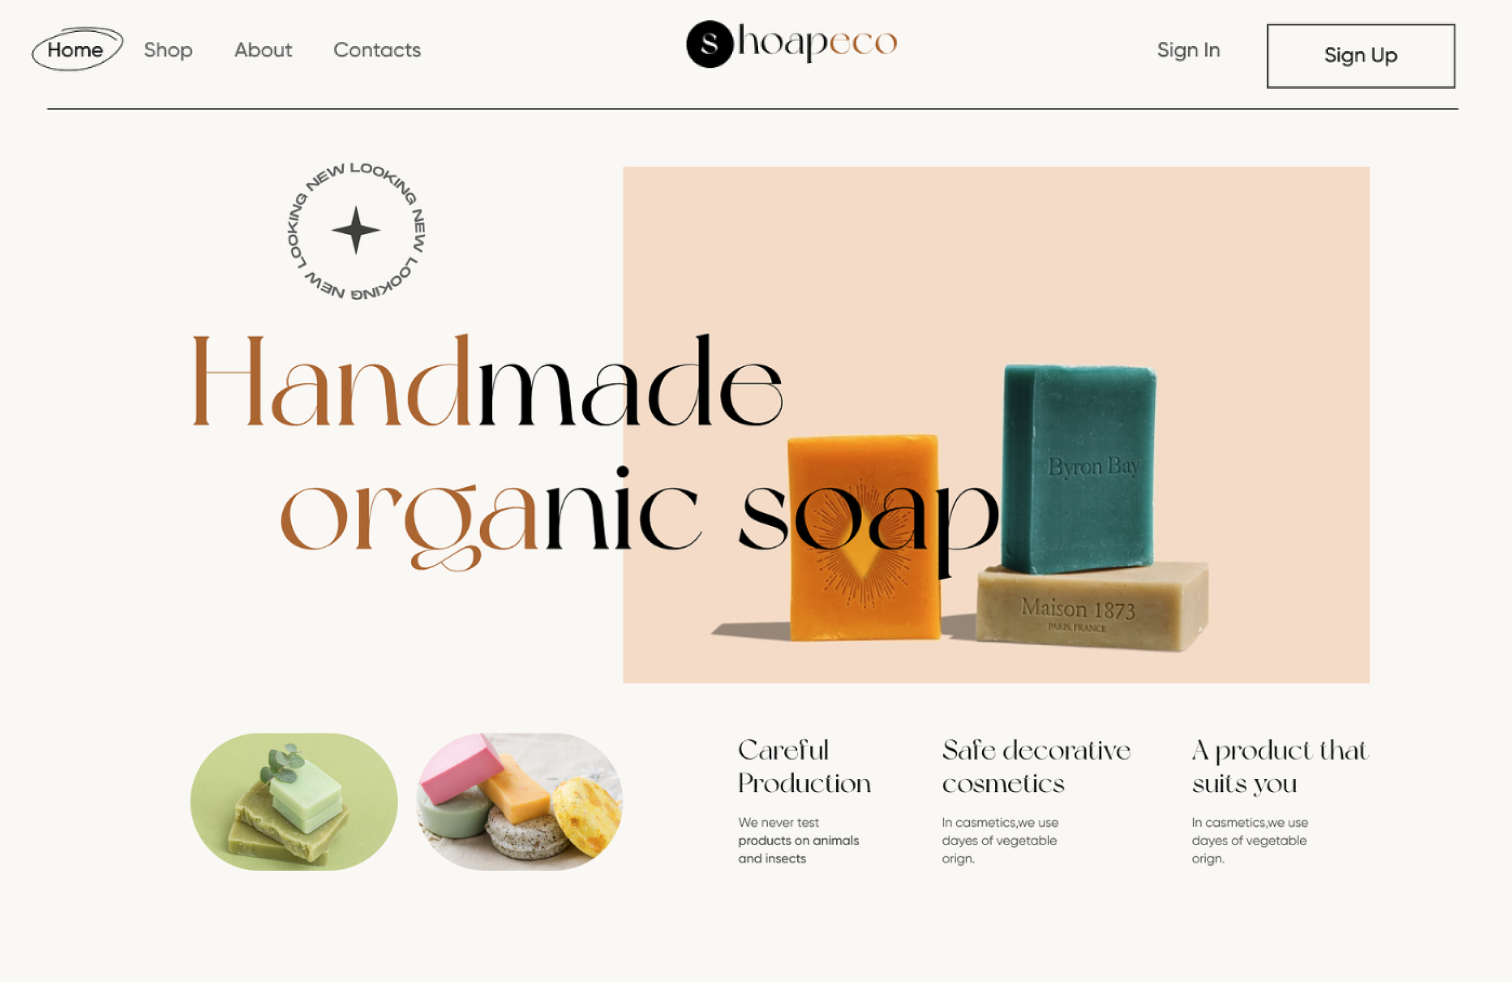 Home Shop About Contacts
shoapeco
Sign In
Sign Up
NEW LOOKING NEW LOOKING NEW LOOKING
Handmade
organic soap
Byron Bay
Maison 1873
PARIS, FRANCE
Careful
Production
We never test
products on animals
and insects
Safe decorative
cosmetics
In casmetics,we use
dayes of vegetable
orign.
A product that
suits you
In casmetics,we use
dayes of vegetable
orign.